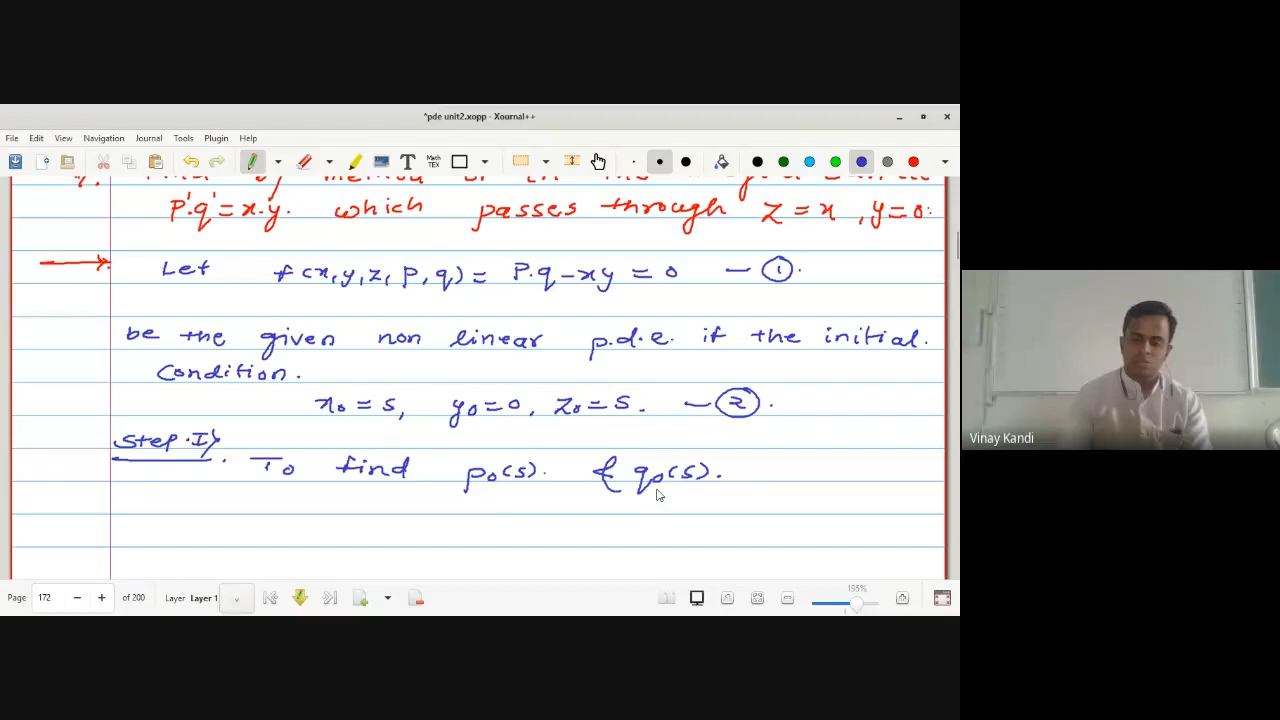 *pde unit2.xopp - Xournal++
File Edit View Navigation Journal Tools Plugin Help
P'.q'=x.y. which passes through z = x, y=0.
Let f(x,y,z,p,q) = P.q-xy = 0 — ①.
be the given non linear p.d.e. if the initial.
Condition.
x0 = s, y0=0, z0=s. — ②.
Step.I) To find p0(s). & q0(s).
Vinay Kandi
Page 172 of 200 Layer Layer 1 195%